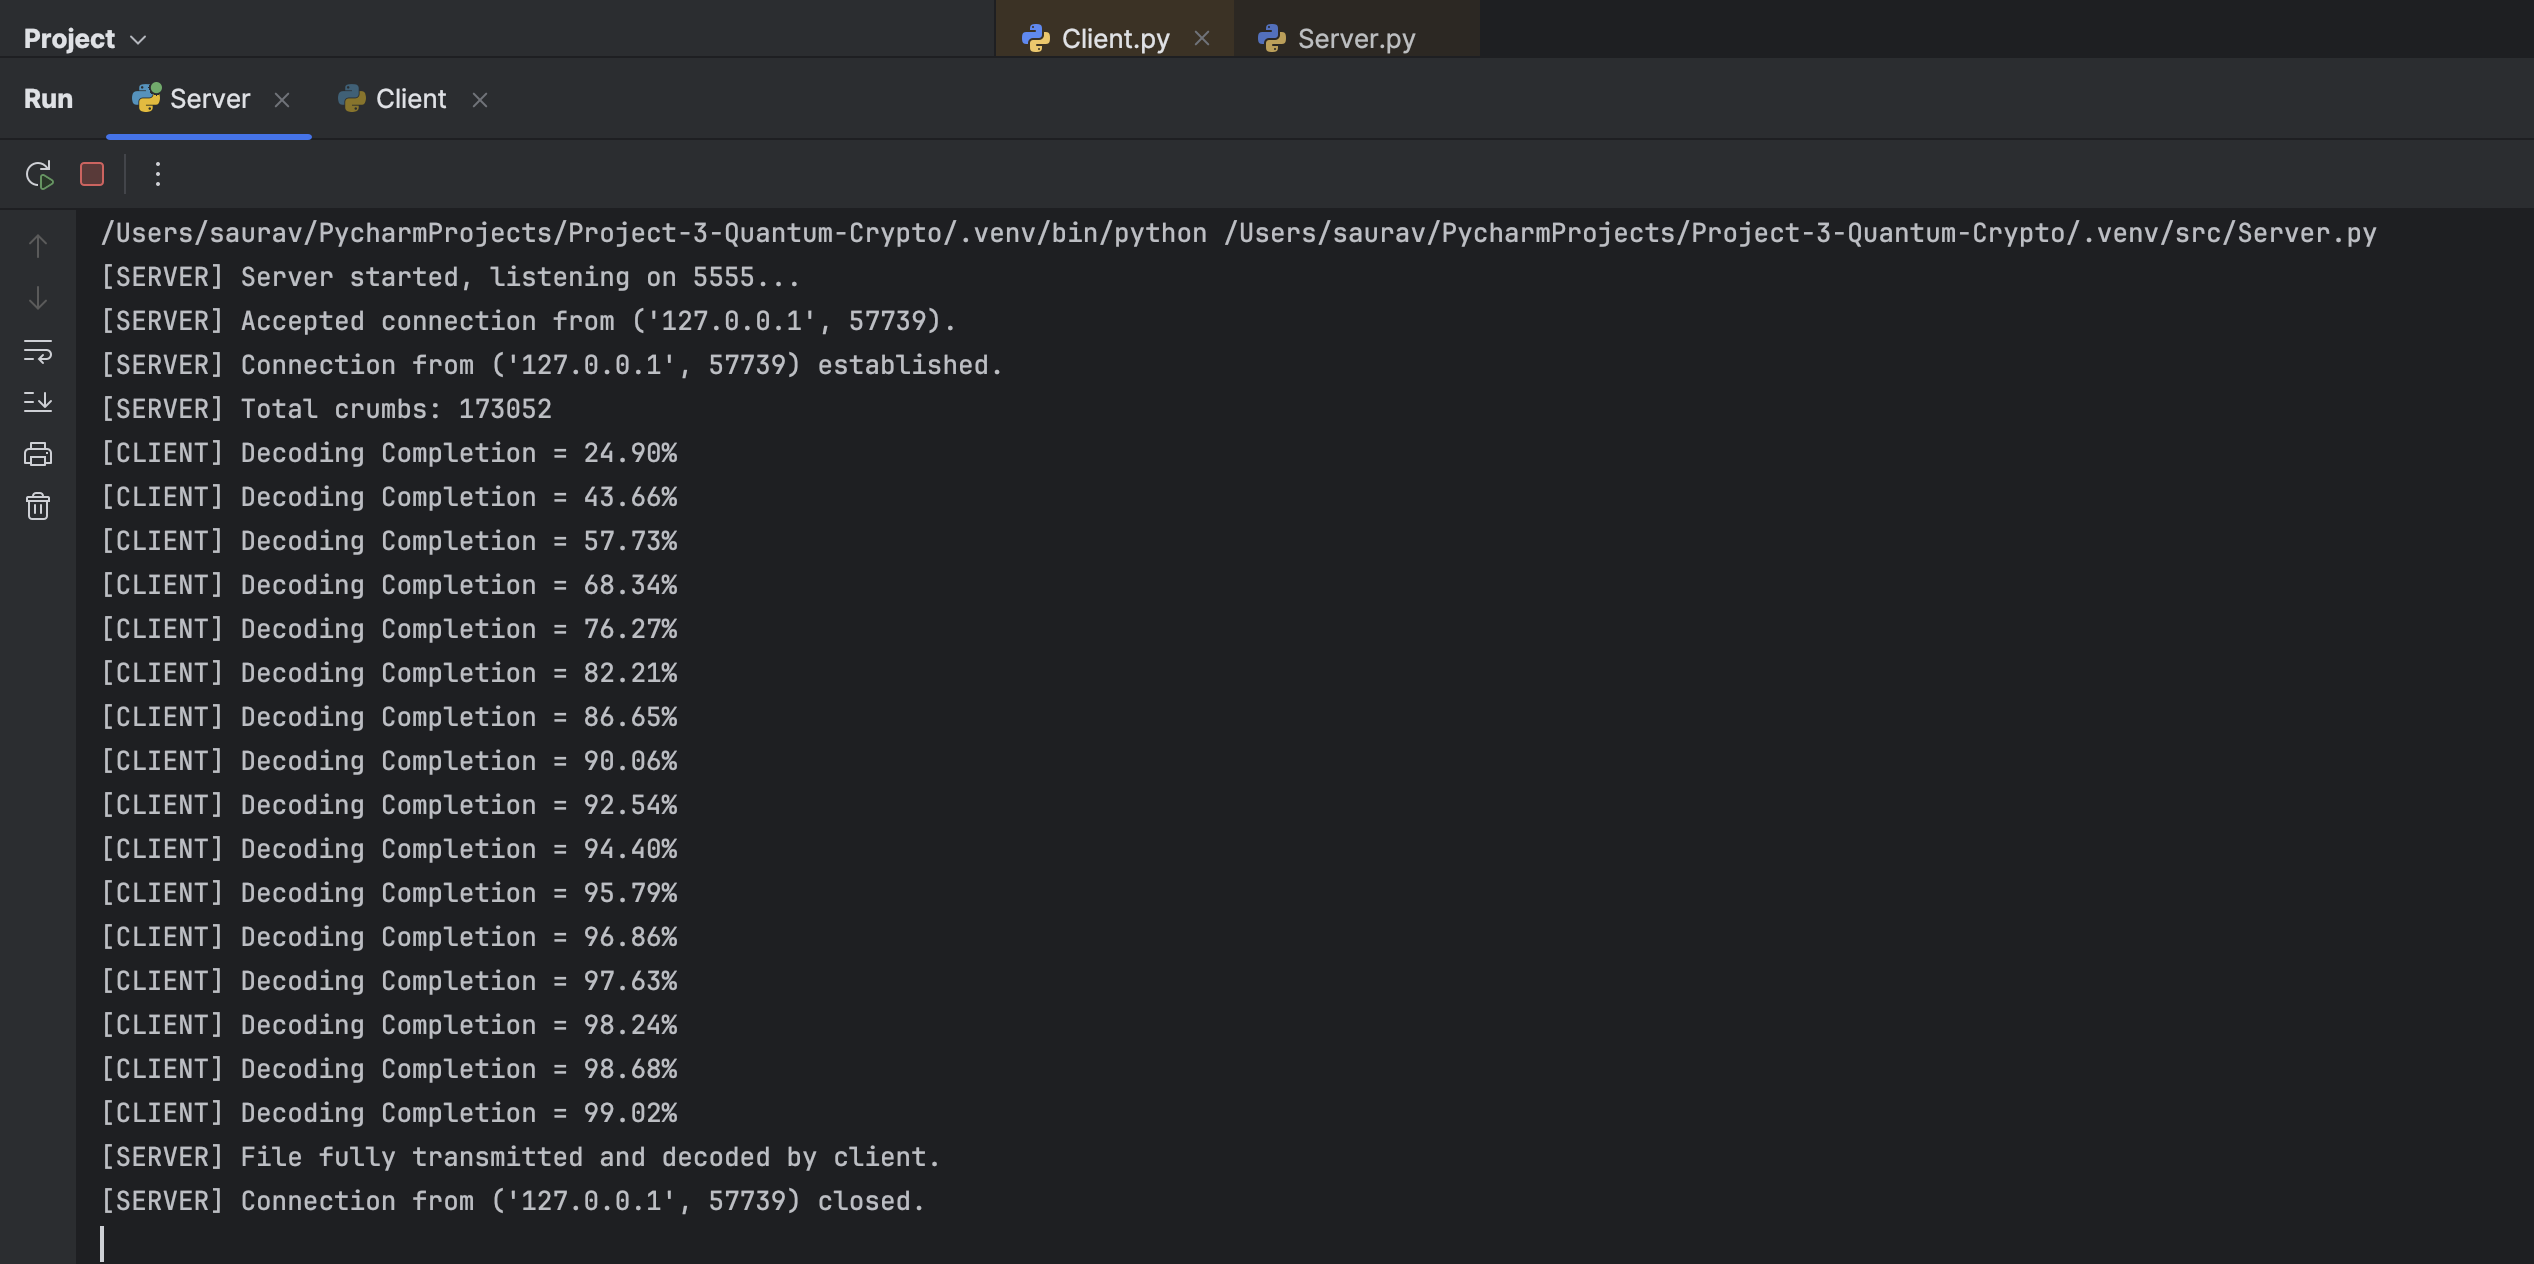 Project
Client.py
Server.py
Run
Server
Client
/Users/saurav/PycharmProjects/Project-3-Quantum-Crypto/.venv/bin/python /Users/saurav/PycharmProjects/Project-3-Quantum-Crypto/.venv/src/Server.py
[SERVER] Server started, listening on 5555...
[SERVER] Accepted connection from ('127.0.0.1', 57739).
[SERVER] Connection from ('127.0.0.1', 57739) established.
[SERVER] Total crumbs: 173052
[CLIENT] Decoding Completion = 24.90%
[CLIENT] Decoding Completion = 43.66%
[CLIENT] Decoding Completion = 57.73%
[CLIENT] Decoding Completion = 68.34%
[CLIENT] Decoding Completion = 76.27%
[CLIENT] Decoding Completion = 82.21%
[CLIENT] Decoding Completion = 86.65%
[CLIENT] Decoding Completion = 90.06%
[CLIENT] Decoding Completion = 92.54%
[CLIENT] Decoding Completion = 94.40%
[CLIENT] Decoding Completion = 95.79%
[CLIENT] Decoding Completion = 96.86%
[CLIENT] Decoding Completion = 97.63%
[CLIENT] Decoding Completion = 98.24%
[CLIENT] Decoding Completion = 98.68%
[CLIENT] Decoding Completion = 99.02%
[SERVER] File fully transmitted and decoded by client.
[SERVER] Connection from ('127.0.0.1', 57739) closed.